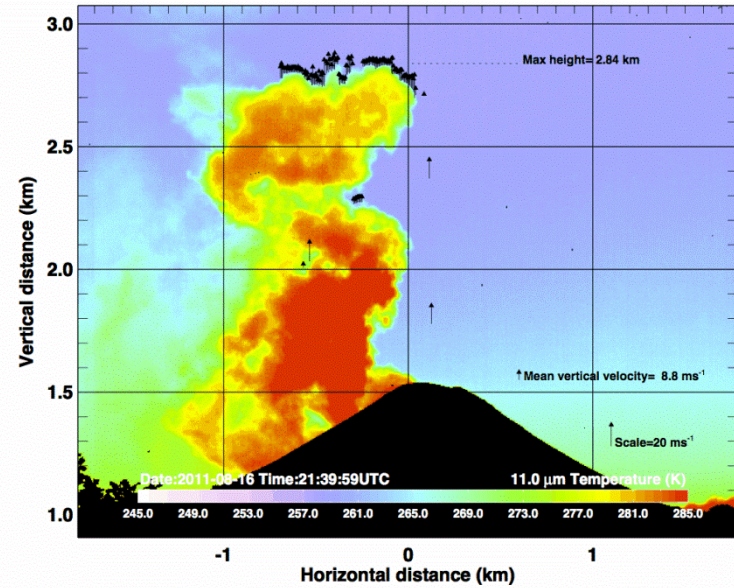 3.0
Max height= 2.84 km
2.5
Vertical distance (km)
2.0
Mean vertical velocity= 8.8 ms-1
1.5
Scale=20 ms-1
Date:2011-08-16 Time:21:39:59UTC 11.0 µm Temperature (K)
1.0
245.0 249.0 253.0 257.0 261.0 265.0 269.0 273.0 277.0 281.0 285.0
-1 0 1
Horizontal distance (km)